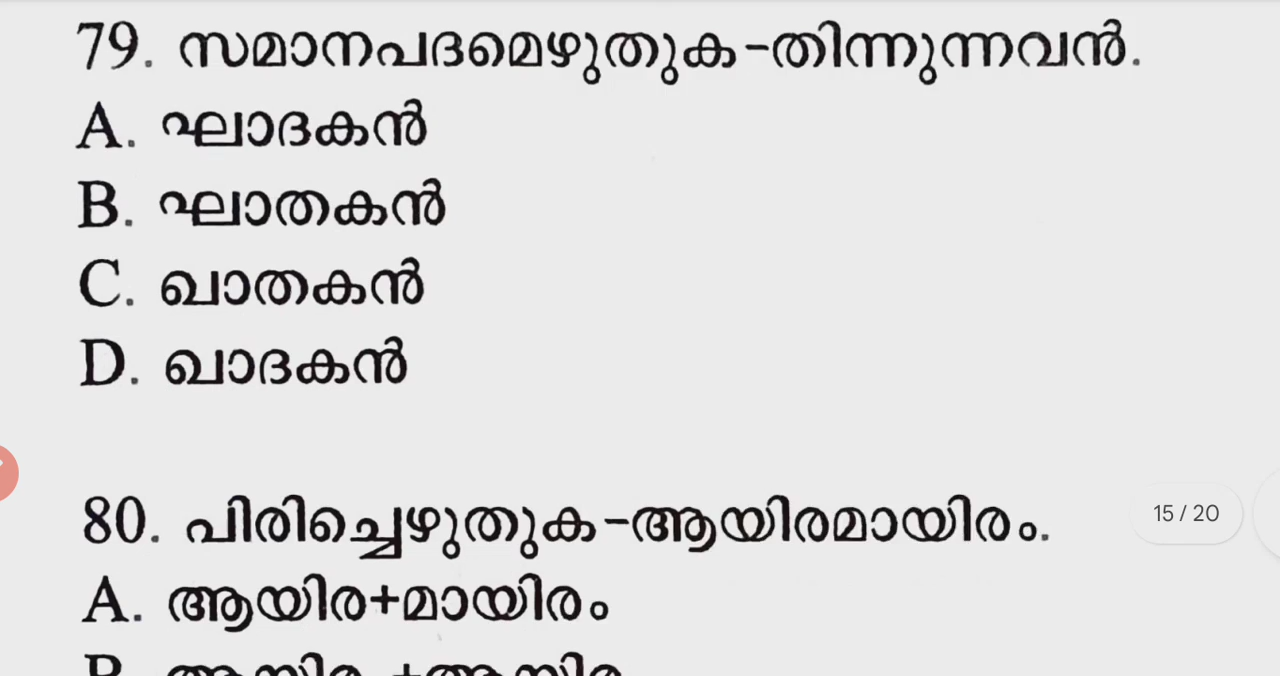 79. സമാനപദമെഴുതുക-തിന്നുന്നവൻ.
A. ഘാദകൻ
B. ഘാതകൻ
C. ഖാതകൻ
D. ഖാദകൻ
80. പിരിച്ചെഴുതുക-ആയിരമായിരം.
15 / 20
A. ആയിര+മായിരം